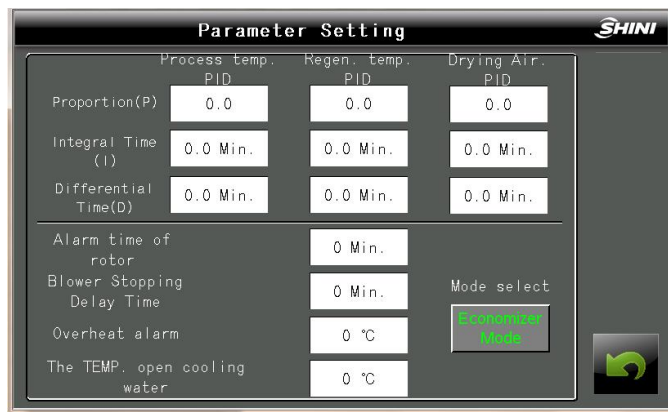 Parameter Setting
SHINI
Process temp. Regen. temp. Drying Air.
PID PID PID
Proportion(P) 0.0 0.0 0.0
Integral Time
(I) 0.0 Min. 0.0 Min. 0.0 Min.
Differential
Time(D) 0.0 Min. 0.0 Min. 0.0 Min.
Alarm time of
rotor 0 Min.
Blower Stopping
Delay Time 0 Min.
Mode select
Economizer
Mode
Overheat alarm 0 ℃
The TEMP. open cooling
water 0 ℃